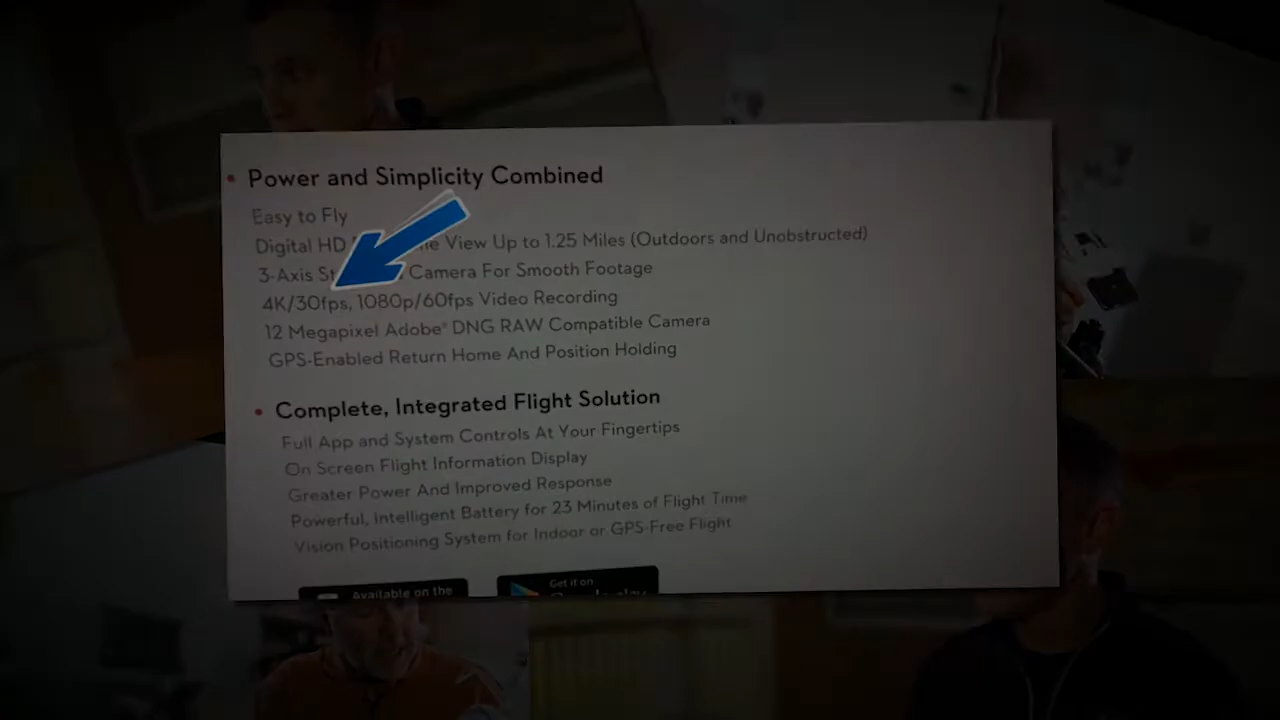 Power and Simplicity Combined
Easy to Fly
Digital HD View Up to 1.25 Miles (Outdoors and Unobstructed)
3-Axis Camera For Smooth Footage
4K/30fps, 1080p/60fps Video Recording
12 Megapixel Adobe® DNG RAW Compatible Camera
GPS-Enabled Return Home And Position Holding
Complete, Integrated Flight Solution
Full App and System Controls At Your Fingertips
On Screen Flight Information Display
Greater Power And Improved Response
Powerful, Intelligent Battery for 23 Minutes of Flight Time
Vision Positioning System for Indoor or GPS-Free Flight
Available on the
Get it on